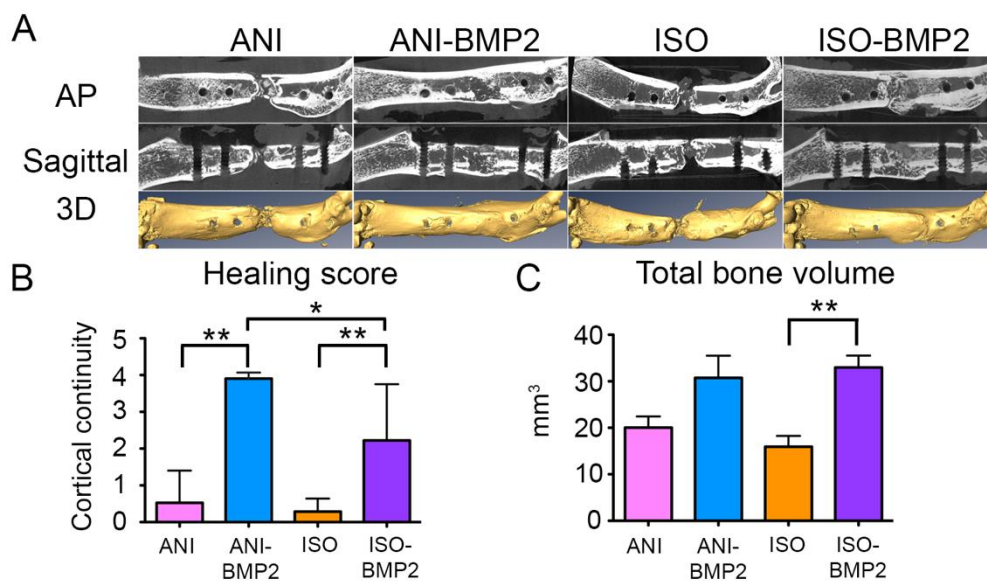 A
ANI ANI-BMP2 ISO ISO-BMP2
AP
Sagittal
3D
B Healing score
Cortical continuity
5
4
3
2
1
0
** * **
ANI ANI-BMP2 ISO ISO-BMP2
C Total bone volume
mm³
40
30
20
10
0
**
ANI ANI-BMP2 ISO ISO-BMP2